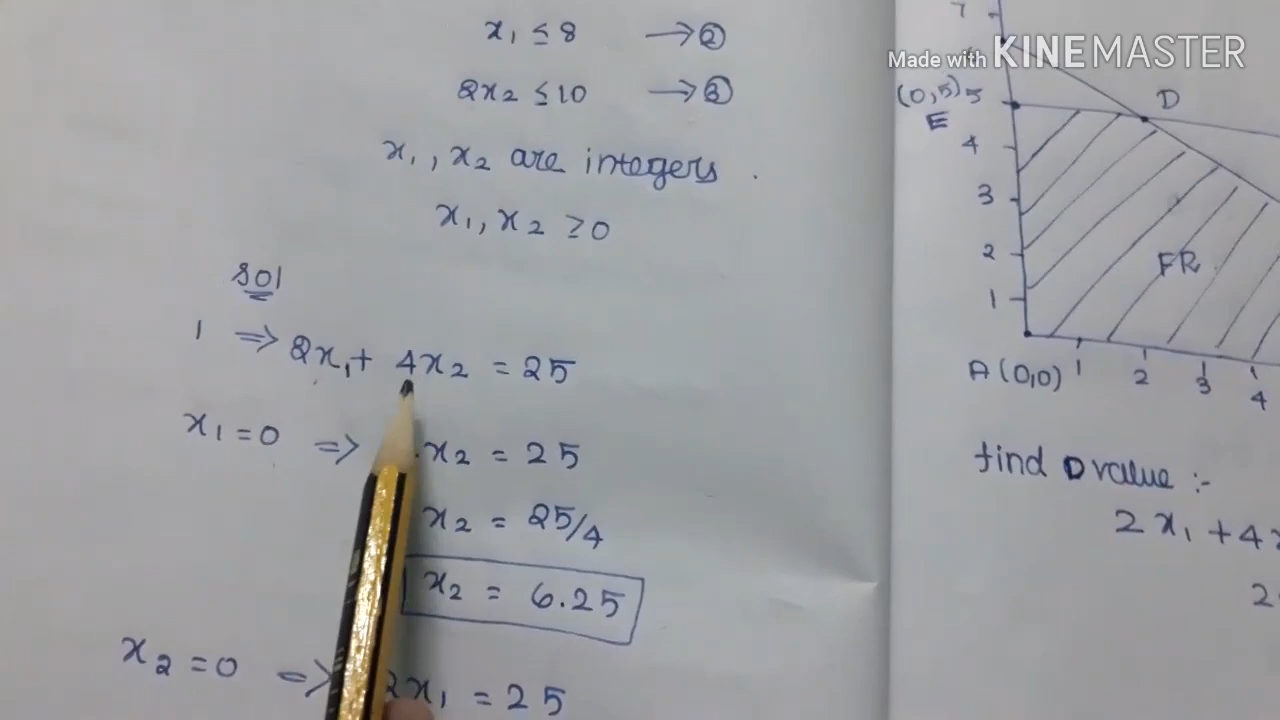 x₁ ≤ 8 → ②
2x₂ ≤ 10 → ③
x₁, x₂ are integers.
x₁, x₂ ≥ 0
Sol
1 ⇒ 2x₁ + 4x₂ = 25
x₁ = 0 ⇒ x₂ = 25
x₂ = 25/4
x₂ = 6.25
x₂ = 0 ⇒ 2x₁ = 25
Made with KINEMASTER
7
(0,5) 5
E
D
4
3
2
1
FR
A (0,0) 1 2 3 4
find D value :-
2x₁ + 4
2